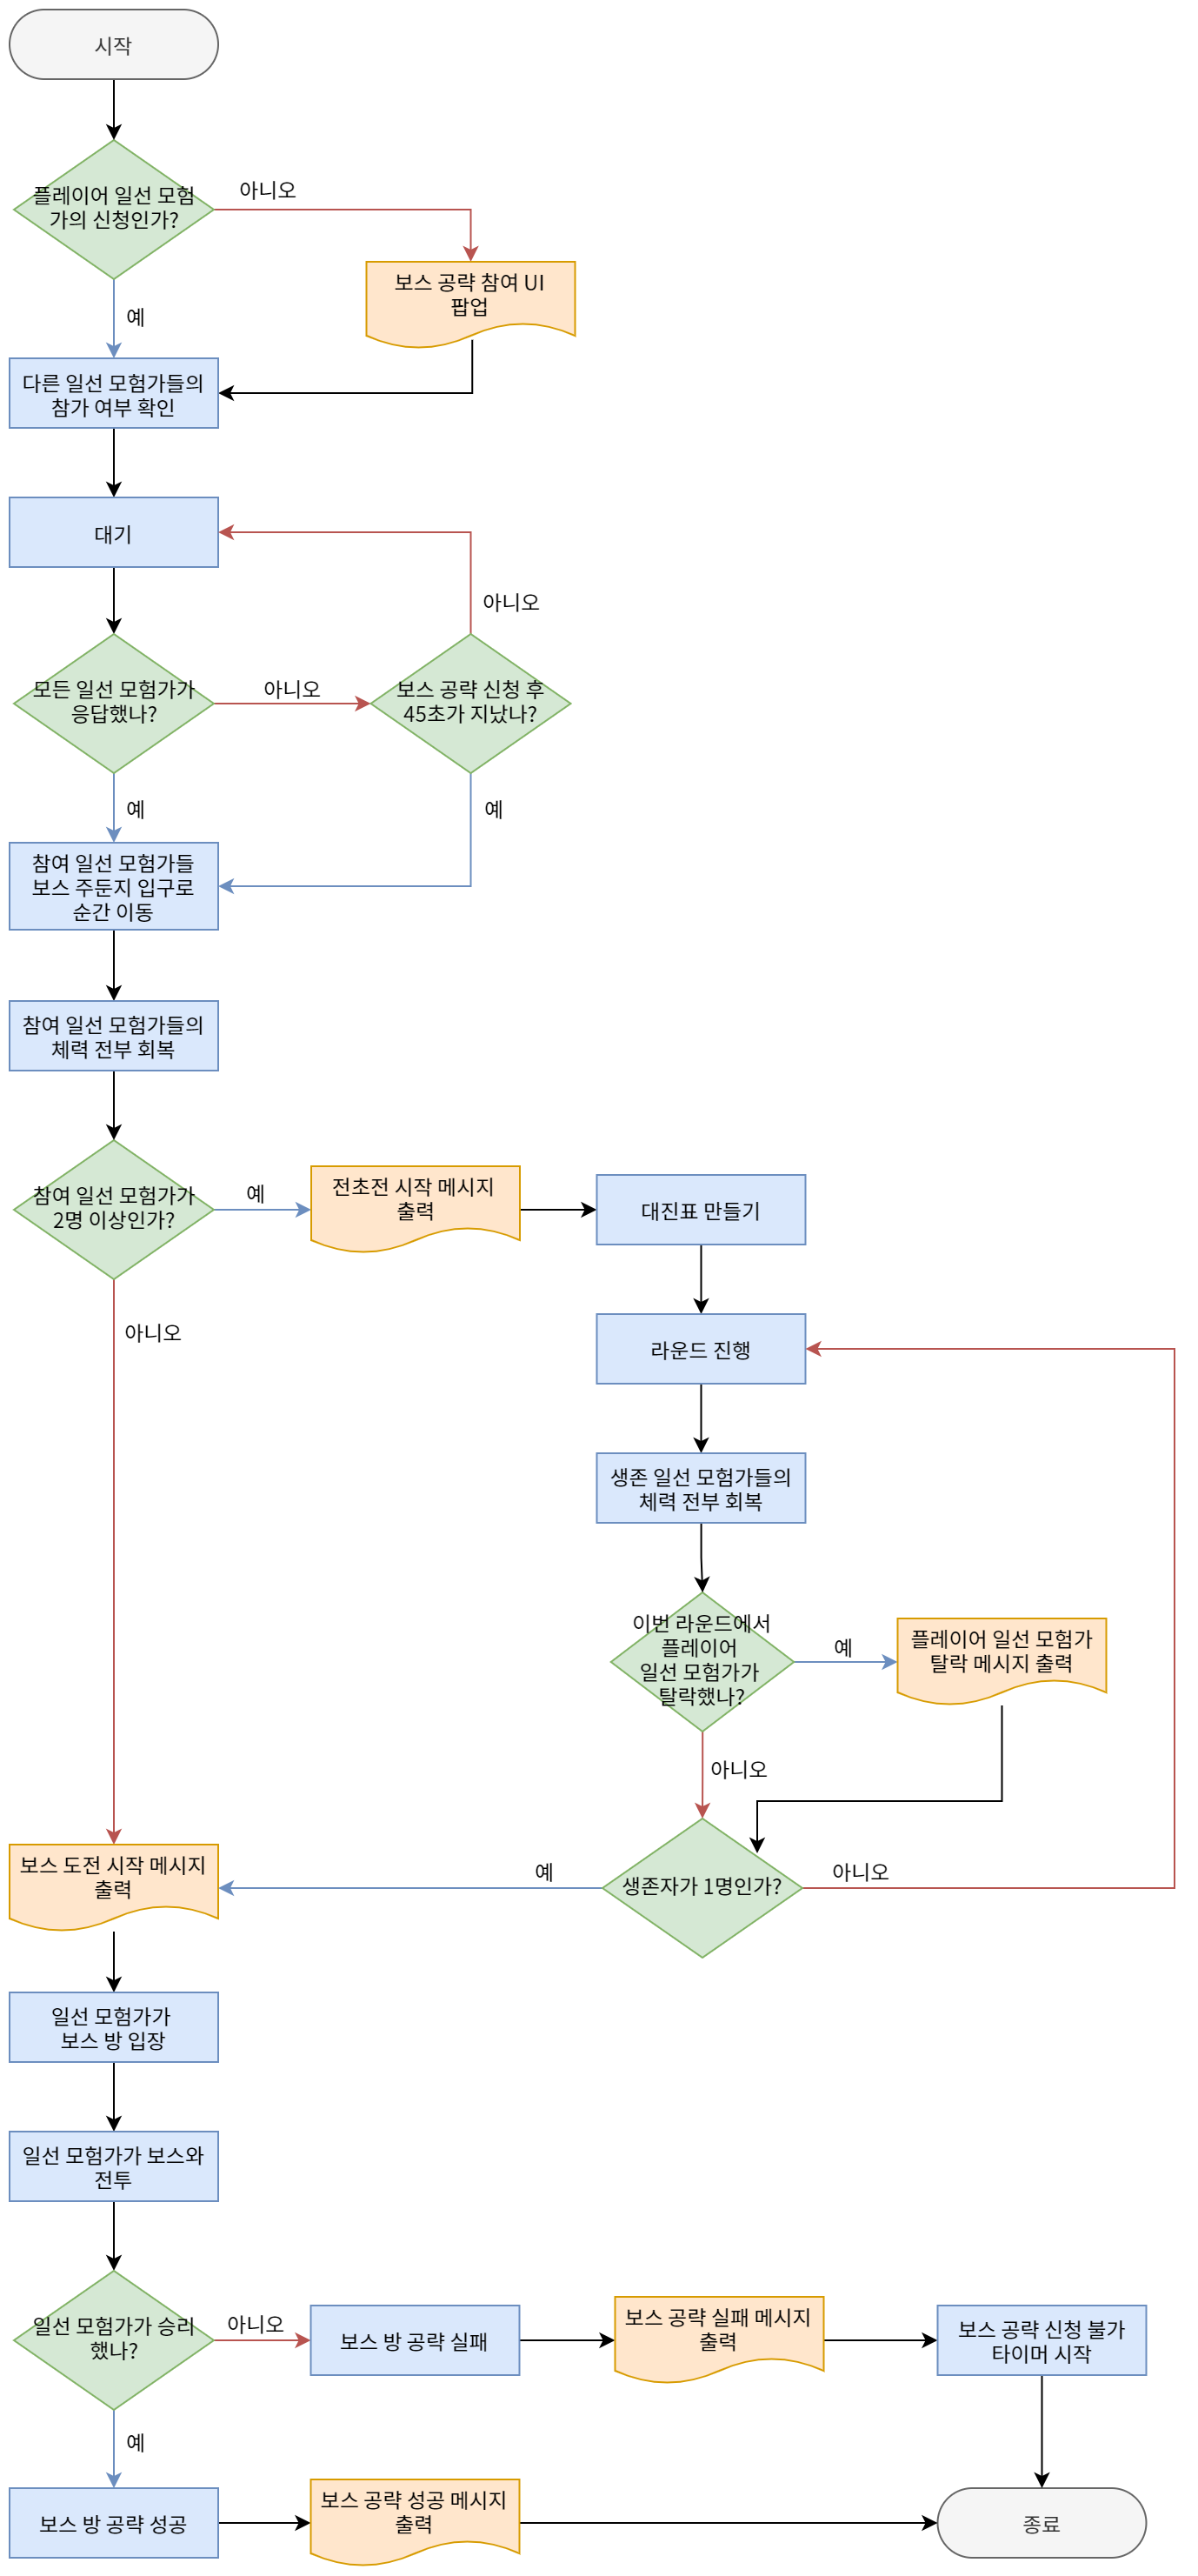 시작
플레이어 일선 모험
가의 신청인가?
아니오
보스 공략 참여 UI
팝업
예
다른 일선 모험가들의
참가 여부 확인
대기
아니오
모든 일선 모험가가
응답했나?
아니오
보스 공략 신청 후
45초가 지났나?
예
예
참여 일선 모험가들
보스 주둔지 입구로
순간 이동
참여 일선 모험가들의
체력 전부 회복
참여 일선 모험가가
2명 이상인가?
예
전초전 시작 메시지
출력
대진표 만들기
아니오
라운드 진행
생존 일선 모험가들의
체력 전부 회복
이번 라운드에서
플레이어
일선 모험가가
탈락했나?
예
플레이어 일선 모험가
탈락 메시지 출력
아니오
보스 도전 시작 메시지
출력
예
생존자가 1명인가?
아니오
일선 모험가가
보스 방 입장
일선 모험가가 보스와
전투
일선 모험가가 승리
했나?
아니오
보스 방 공략 실패
보스 공략 실패 메시지
출력
보스 공략 신청 불가
타이머 시작
예
보스 방 공략 성공
보스 공략 성공 메시지
출력
종료